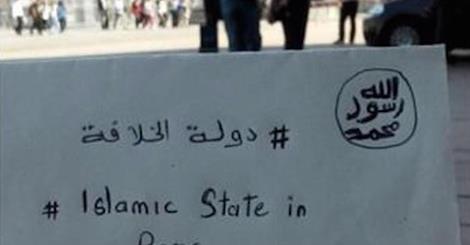 الله
رسول
محمد
# دولة الخلافة
# Islamic State in